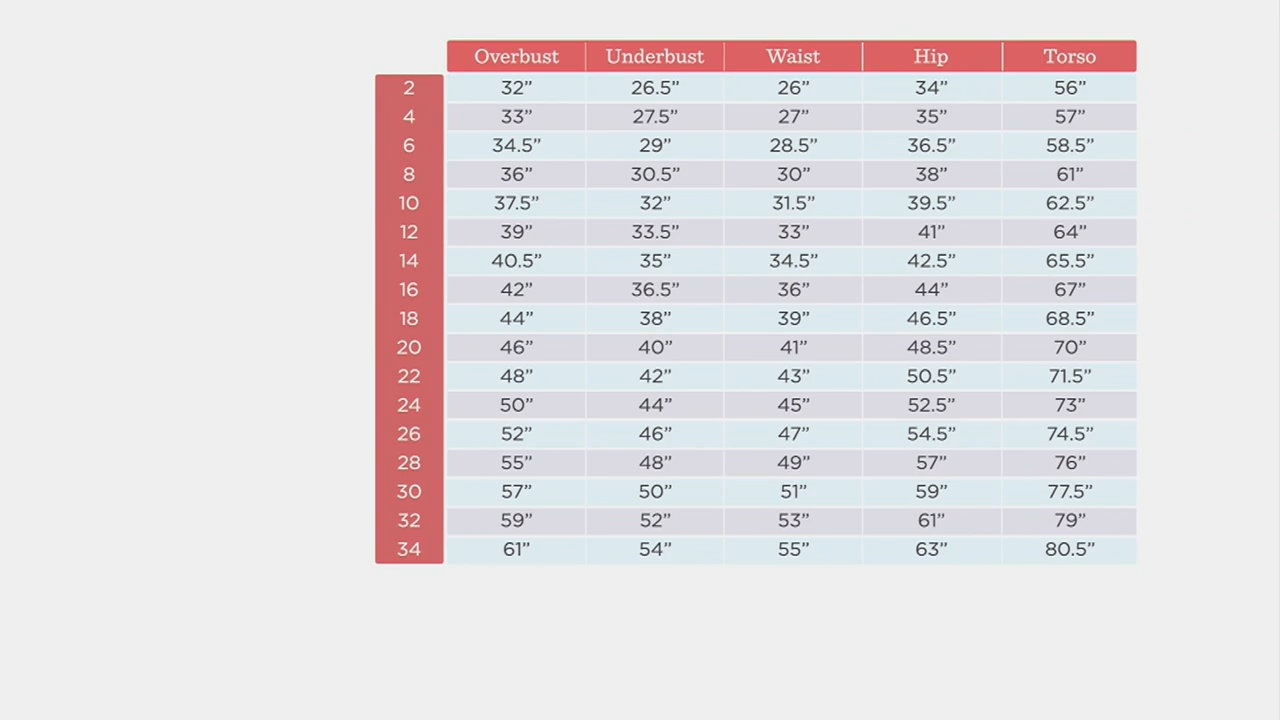 Overbust Underbust Waist Hip Torso
2 32” 26.5” 26” 34” 56”
4 33” 27.5” 27” 35” 57”
6 34.5” 29” 28.5” 36.5” 58.5”
8 36” 30.5” 30” 38” 61”
10 37.5” 32” 31.5” 39.5” 62.5”
12 39” 33.5” 33” 41” 64”
14 40.5” 35” 34.5” 42.5” 65.5”
16 42” 36.5” 36” 44” 67”
18 44” 38” 39” 46.5” 68.5”
20 46” 40” 41” 48.5” 70”
22 48” 42” 43” 50.5” 71.5”
24 50” 44” 45” 52.5” 73”
26 52” 46” 47” 54.5” 74.5”
28 55” 48” 49” 57” 76”
30 57” 50” 51” 59” 77.5”
32 59” 52” 53” 61” 79”
34 61” 54” 55” 63” 80.5”